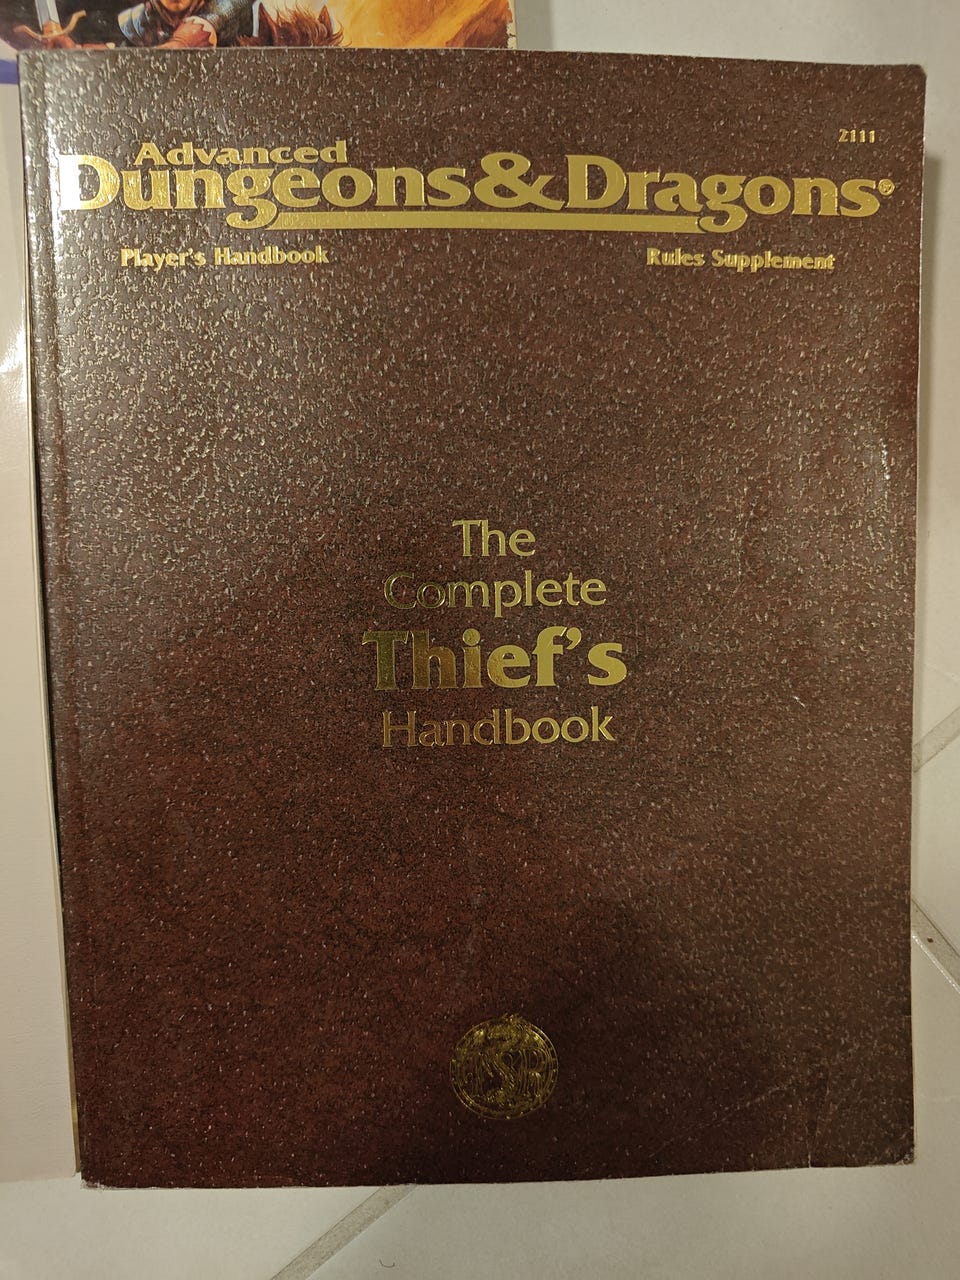 2111
Advanced
Dungeons & Dragons®
Player's Handbook
Rules Supplement
The
Complete
Thief's
Handbook
TSR